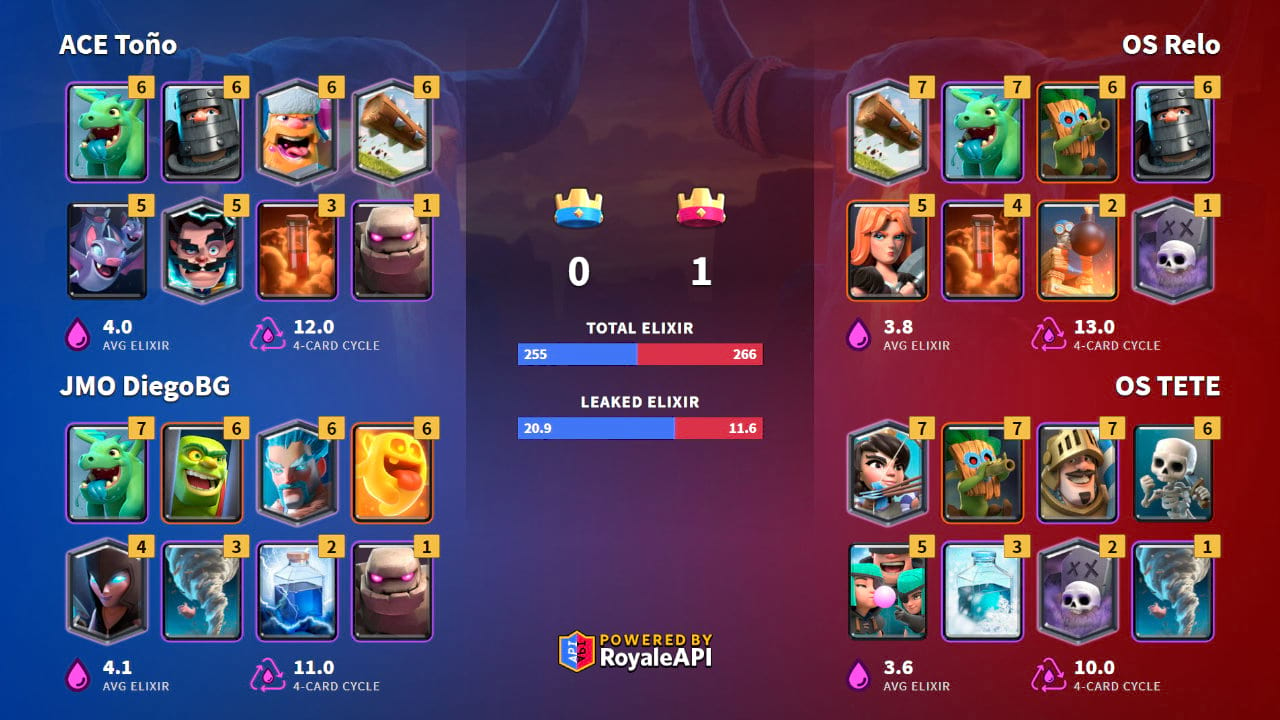 ACE Toño
6 6 6 6
5 5 3 1
4.0
AVG ELIXIR
12.0
4-CARD CYCLE
JMO DiegoBG
7 6 6 6
4 3 2 1
4.1
AVG ELIXIR
11.0
4-CARD CYCLE
0 1
TOTAL ELIXIR
255 266
LEAKED ELIXIR
20.9 11.6
POWERED BY
RoyaleAPI
API
API
OS Relo
7 7 6 6
5 4 2 1
3.8
AVG ELIXIR
13.0
4-CARD CYCLE
OS TETE
7 7 7 6
5 3 2 1
3.6
AVG ELIXIR
10.0
4-CARD CYCLE